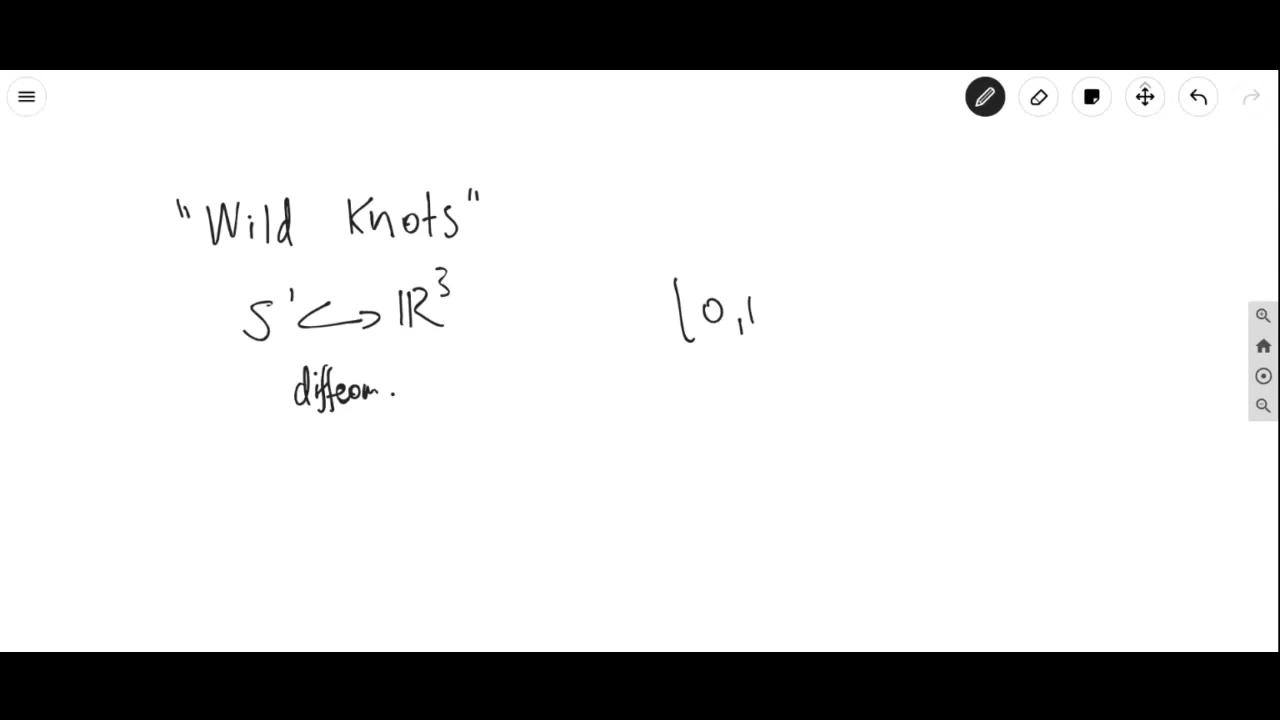 "Wild Knots"
S¹ ↪ ℝ³
[0,1
diffeom.